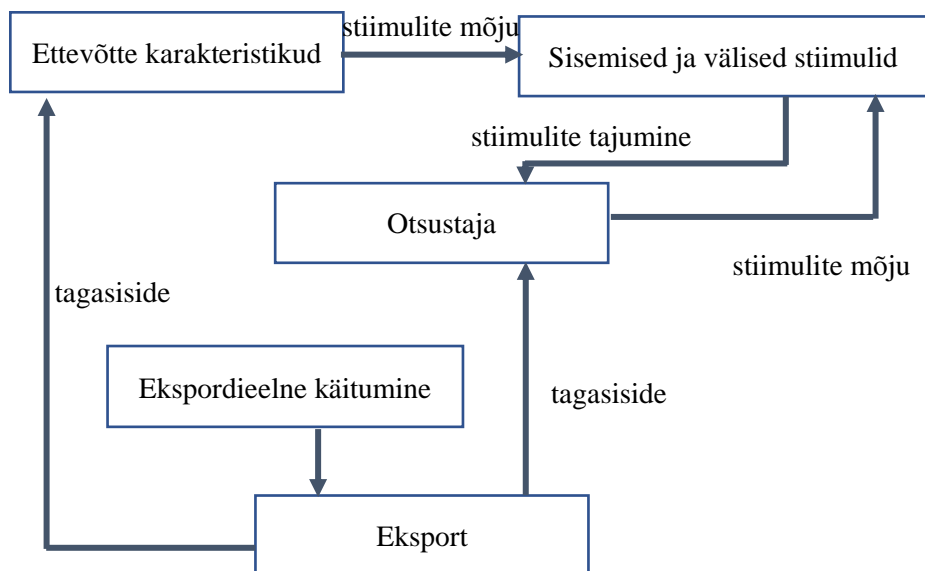 stiimulite mõju
Ettevõtte karakteristikud
Sisemised ja välised stiimulid
stiimulite tajumine
Otsustaja
stiimulite mõju
tagasiside
Ekspordieelne käitumine
tagasiside
Eksport